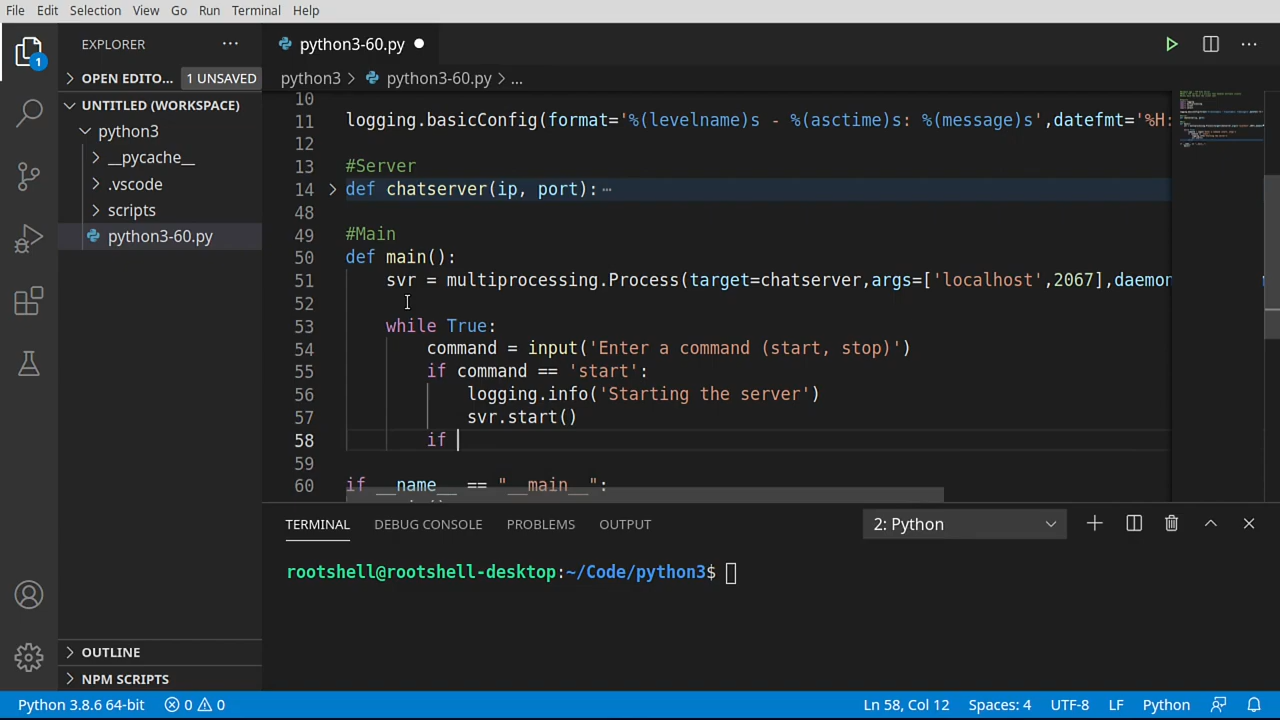 File Edit Selection View Go Run Terminal Help
EXPLORER ···
python3-60.py
1
OPEN EDITO... 1 UNSAVED
python3 > python3-60.py > ...
UNTITLED (WORKSPACE)
python3
__pycache__
.vscode
scripts
python3-60.py
10
11 logging.basicConfig(format='%(levelname)s - %(asctime)s: %(message)s',datefmt='%H:
12
13 #Server
14 def chatserver(ip, port):···
48
49 #Main
50 def main():
51 svr = multiprocessing.Process(target=chatserver,args=['localhost',2067],daemon
52
53 while True:
54 command = input('Enter a command (start, stop)')
55 if command == 'start':
56 logging.info('Starting the server')
57 svr.start()
58 if
59
60 if __name__ == "__main__":
TERMINAL DEBUG CONSOLE PROBLEMS OUTPUT 2: Python
rootshell@rootshell-desktop:~/Code/python3$
OUTLINE
NPM SCRIPTS
Python 3.8.6 64-bit 0 0 Ln 58, Col 12 Spaces: 4 UTF-8 LF Python